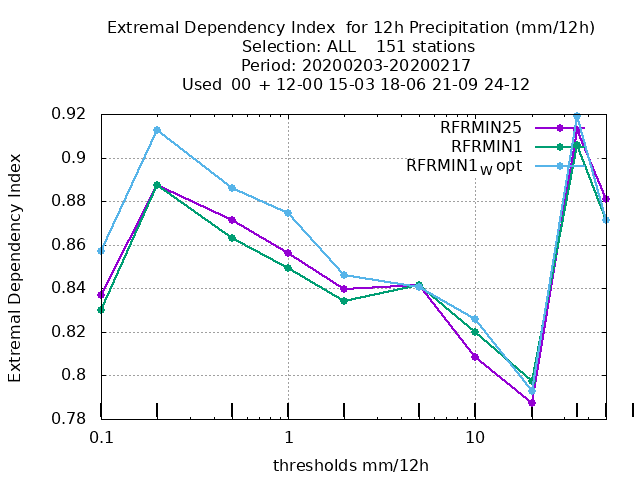 Extremal Dependency Index  for 12h Precipitation (mm/12h)
Selection: ALL    151 stations
Period: 20200203-20200217
Used  00 + 12-00 15-03 18-06 21-09 24-12
0.92
0.9
0.88
0.86
0.84
0.82
0.8
0.78
Extremal Dependency Index
RFRMIN25
RFRMIN1
RFRMIN1W opt
0.1
1
10
thresholds mm/12h